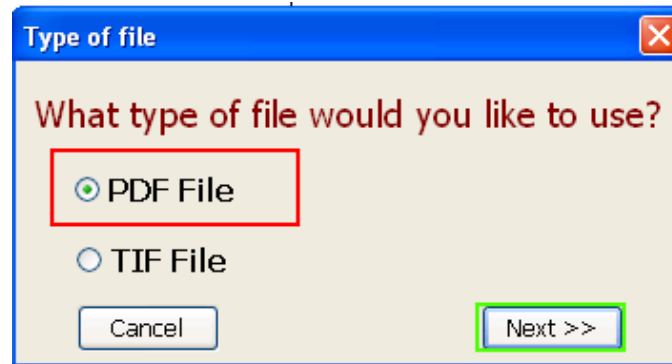 Type of file
What type of file would you like to use?
PDF File
TIF File
Cancel
Next >>